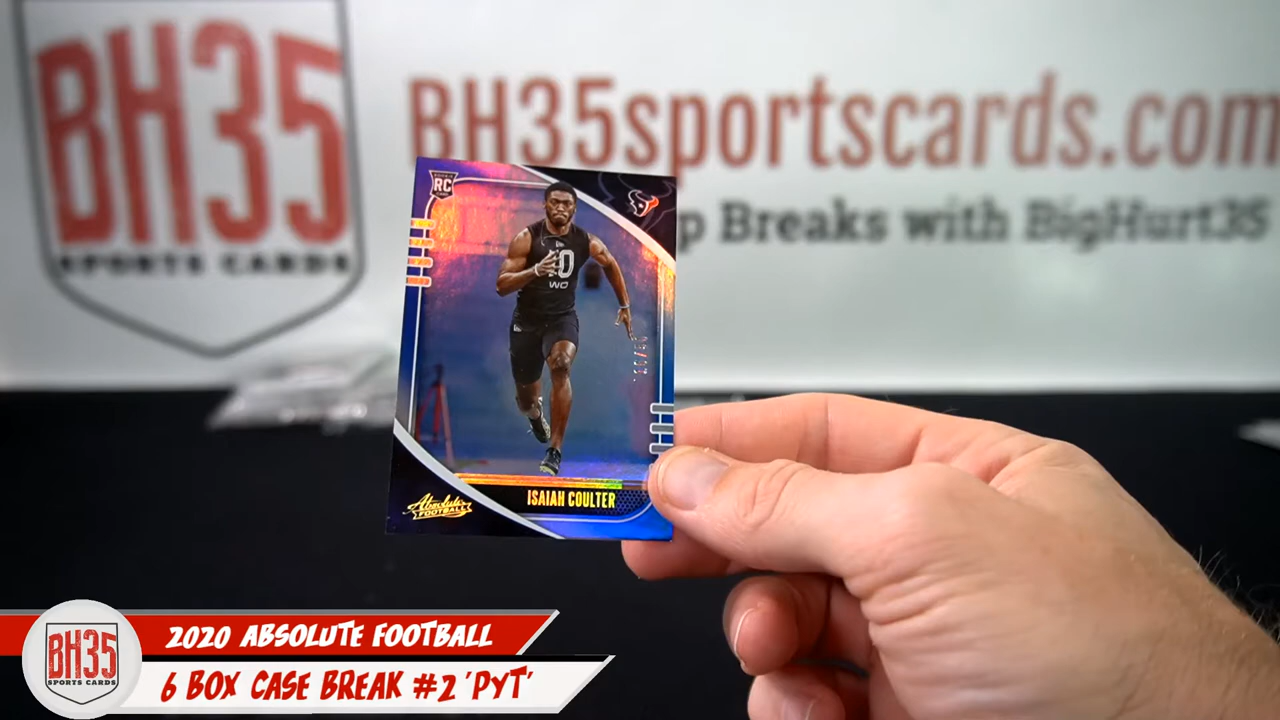 BH35
SPORTS CARDS
BH35sportscards.com
p Breaks with BigHurt35
RC
WO
ISAIAH COULTER
Absolute
FOOTBALL
BH35
SPORTS CARDS
2020 ABSOLUTE FOOTBALL
6 BOX CASE BREAK #2 'PYT'